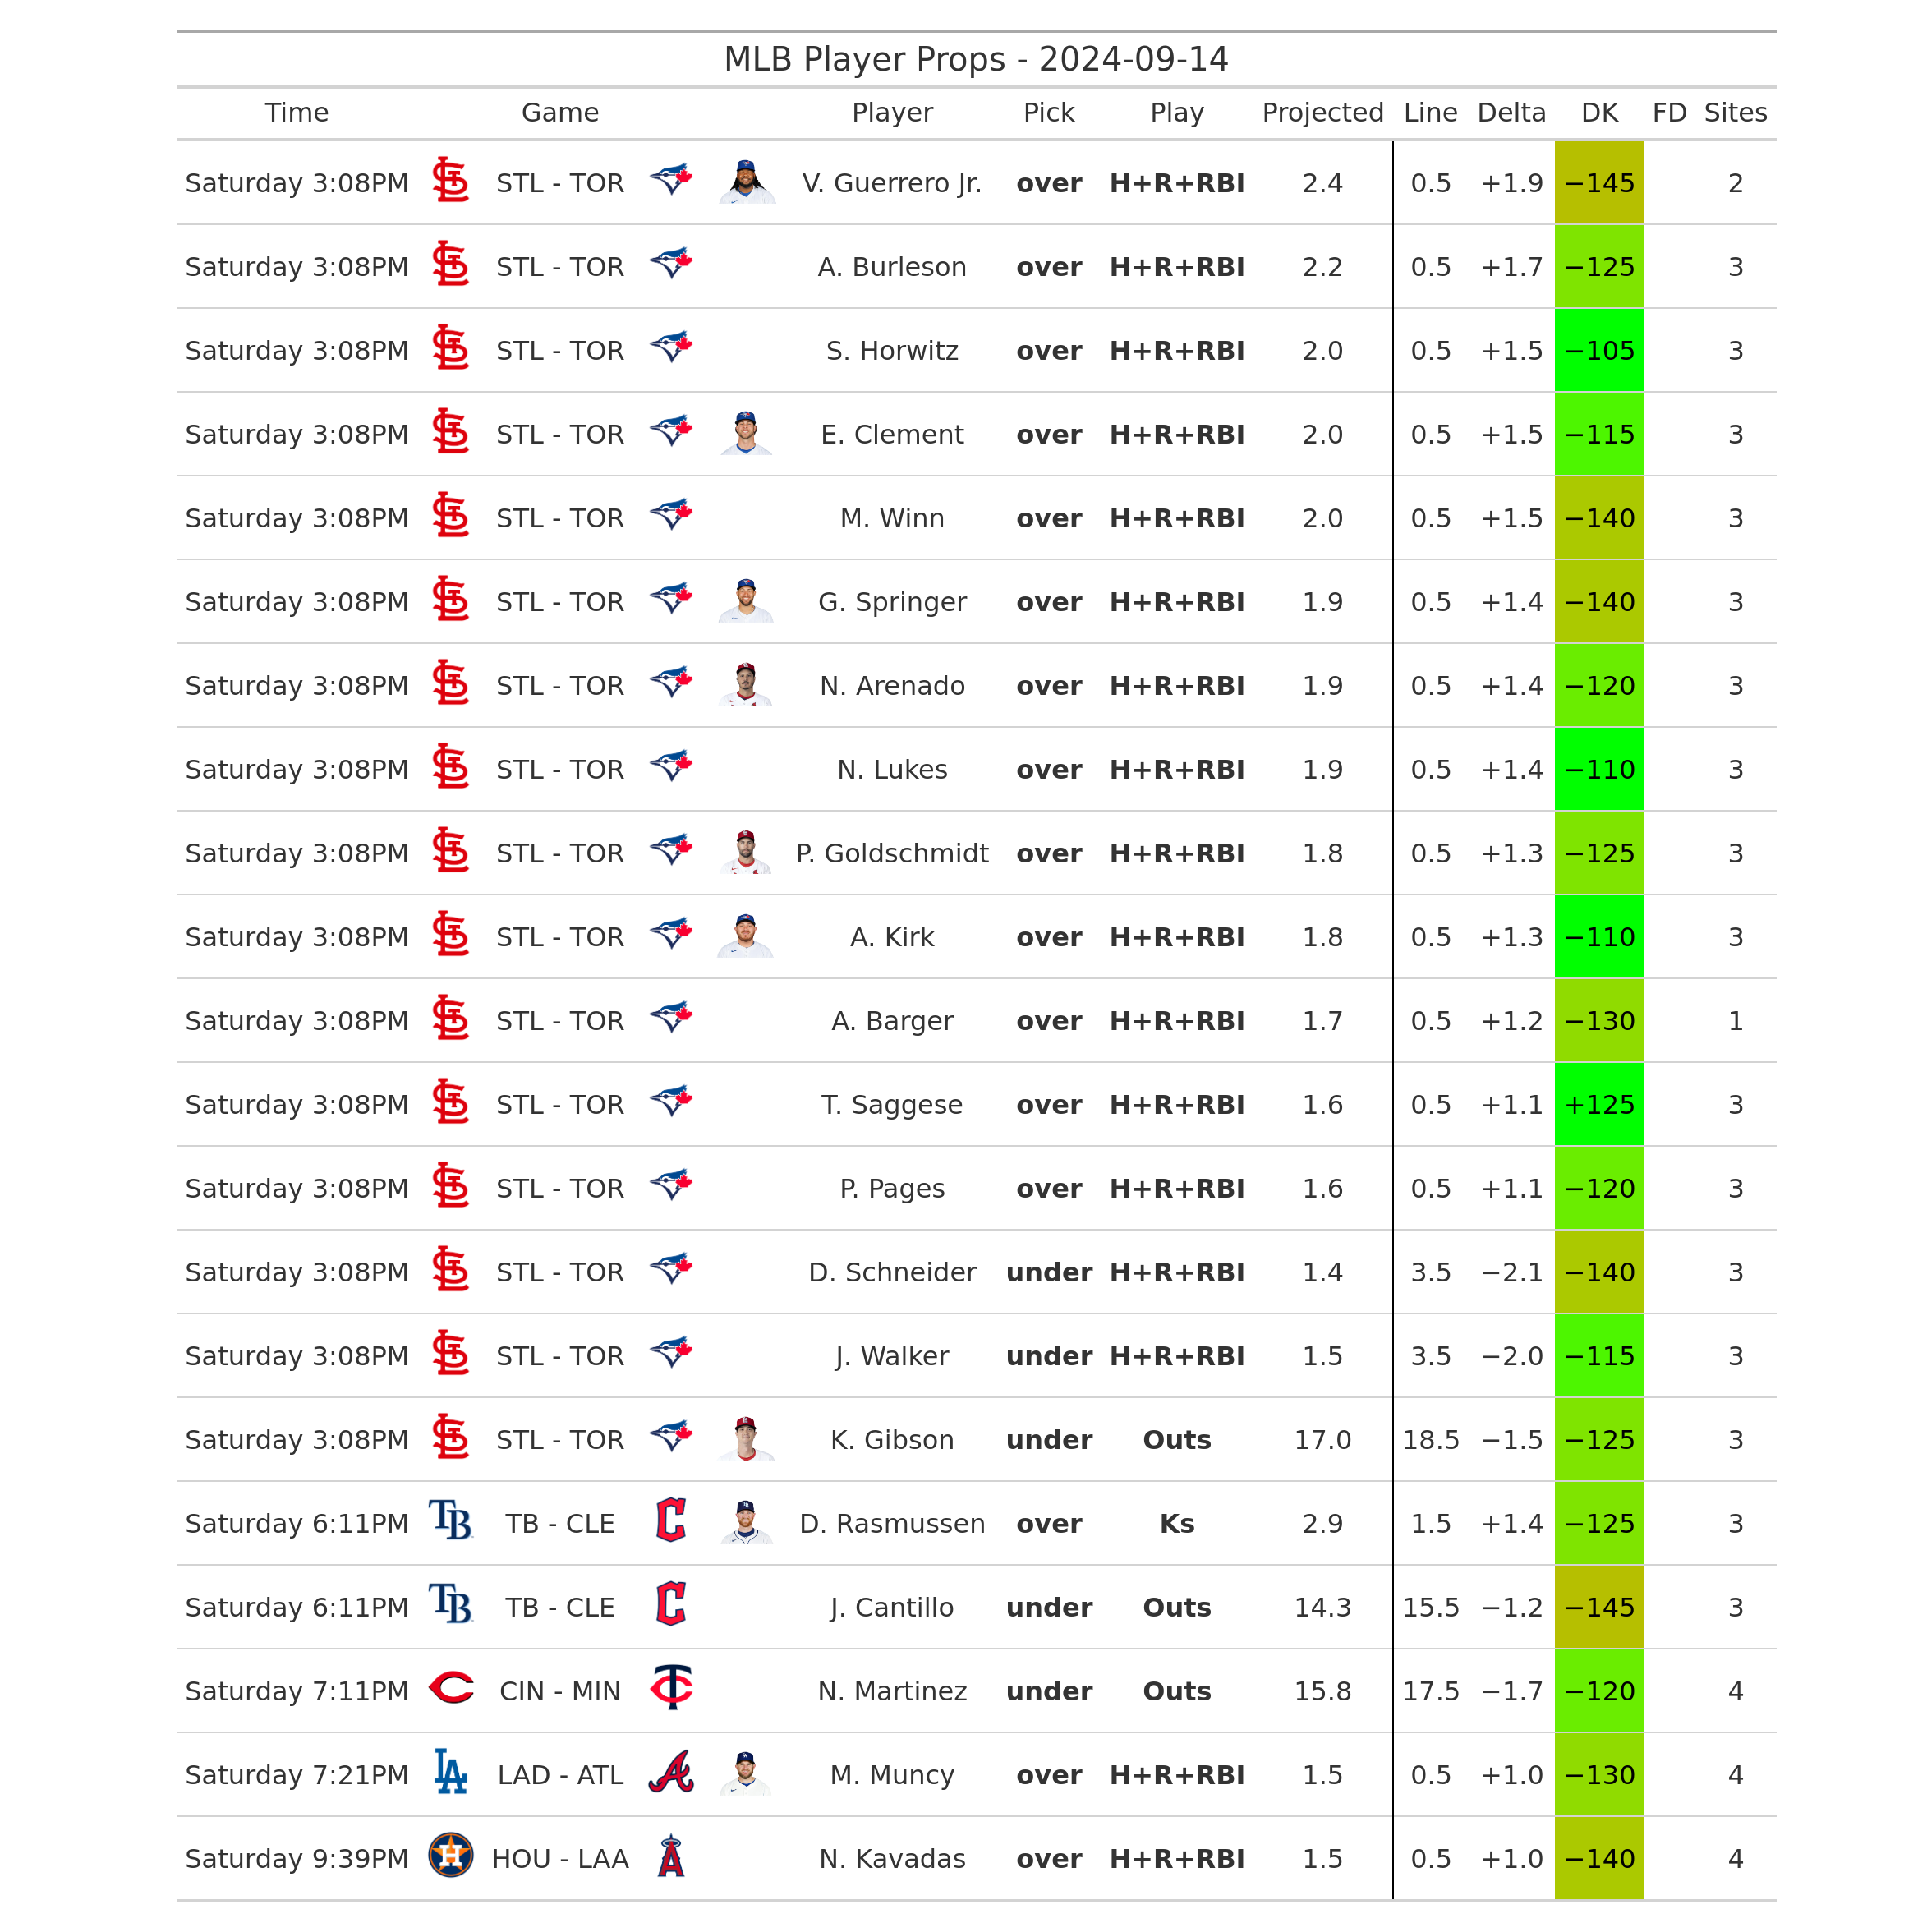 MLB Player Props - 2024-09-14
Time Game Player Pick Play Projected Line Delta DK FD Sites
Saturday 3:08PM STL - TOR V. Guerrero Jr. over H+R+RBI 2.4 0.5 +1.9 −145 2
Saturday 3:08PM STL - TOR A. Burleson over H+R+RBI 2.2 0.5 +1.7 −125 3
Saturday 3:08PM STL - TOR S. Horwitz over H+R+RBI 2.0 0.5 +1.5 −105 3
Saturday 3:08PM STL - TOR E. Clement over H+R+RBI 2.0 0.5 +1.5 −115 3
Saturday 3:08PM STL - TOR M. Winn over H+R+RBI 2.0 0.5 +1.5 −140 3
Saturday 3:08PM STL - TOR G. Springer over H+R+RBI 1.9 0.5 +1.4 −140 3
Saturday 3:08PM STL - TOR N. Arenado over H+R+RBI 1.9 0.5 +1.4 −120 3
Saturday 3:08PM STL - TOR N. Lukes over H+R+RBI 1.9 0.5 +1.4 −110 3
Saturday 3:08PM STL - TOR P. Goldschmidt over H+R+RBI 1.8 0.5 +1.3 −125 3
Saturday 3:08PM STL - TOR A. Kirk over H+R+RBI 1.8 0.5 +1.3 −110 3
Saturday 3:08PM STL - TOR A. Barger over H+R+RBI 1.7 0.5 +1.2 −130 1
Saturday 3:08PM STL - TOR T. Saggese over H+R+RBI 1.6 0.5 +1.1 +125 3
Saturday 3:08PM STL - TOR P. Pages over H+R+RBI 1.6 0.5 +1.1 −120 3
Saturday 3:08PM STL - TOR D. Schneider under H+R+RBI 1.4 3.5 −2.1 −140 3
Saturday 3:08PM STL - TOR J. Walker under H+R+RBI 1.5 3.5 −2.0 −115 3
Saturday 3:08PM STL - TOR K. Gibson under Outs 17.0 18.5 −1.5 −125 3
Saturday 6:11PM TB TB - CLE C D. Rasmussen over Ks 2.9 1.5 +1.4 −125 3
Saturday 6:11PM TB TB - CLE C J. Cantillo under Outs 14.3 15.5 −1.2 −145 3
Saturday 7:11PM C CIN - MIN TC N. Martinez under Outs 15.8 17.5 −1.7 −120 4
Saturday 7:21PM LA LAD - ATL A M. Muncy over H+R+RBI 1.5 0.5 +1.0 −130 4
Saturday 9:39PM H HOU - LAA A N. Kavadas over H+R+RBI 1.5 0.5 +1.0 −140 4